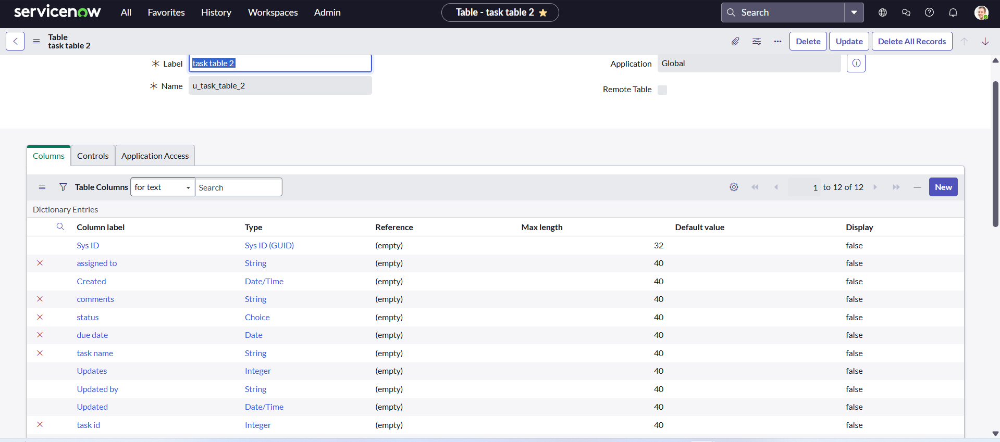 servicenow All Favorites History Workspaces Admin Table - task table 2 Search
Table
task table 2
Delete Update Delete All Records
Label task table 2 Application Global
Name u_task_table_2 Remote Table
Columns Controls Application Access
Table Columns for text Search 1 to 12 of 12 New
Dictionary Entries
Column label Type Reference Max length Default value Display
Sys ID Sys ID (GUID) (empty) 32 false
assigned to String (empty) 40 false
Created Date/Time (empty) 40 false
comments String (empty) 40 false
status Choice (empty) 40 false
due date Date (empty) 40 false
task name String (empty) 40 false
Updates Integer (empty) 40 false
Updated by String (empty) 40 false
Updated Date/Time (empty) 40 false
task id Integer (empty) 40 false